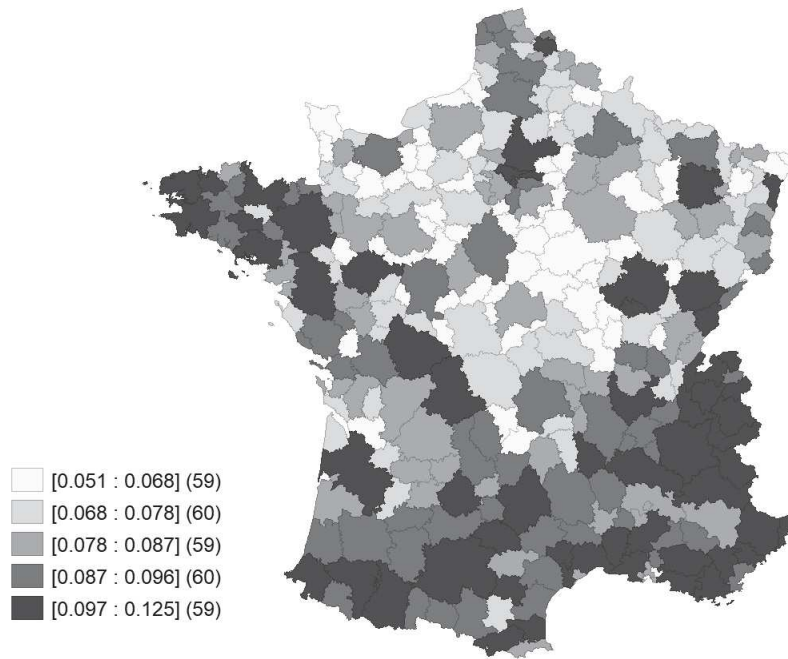 [0.051 : 0.068] (59)
[0.068 : 0.078] (60)
[0.078 : 0.087] (59)
[0.087 : 0.096] (60)
[0.097 : 0.125] (59)